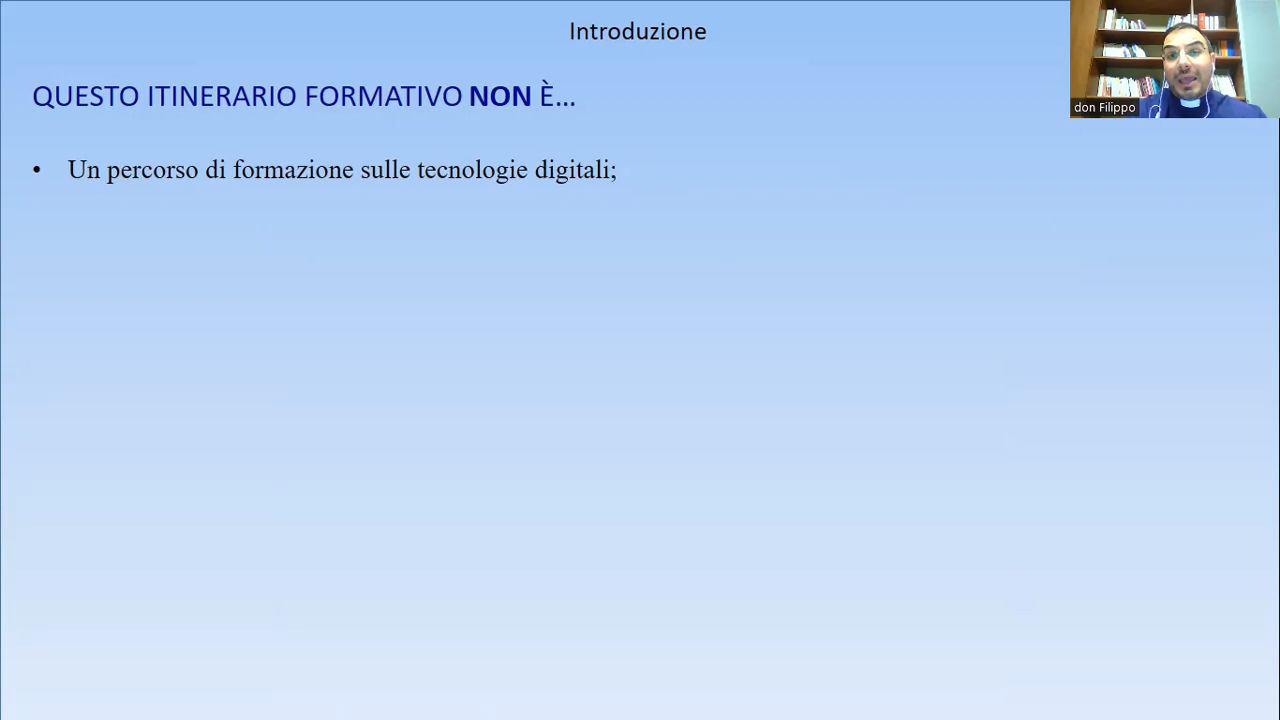 Introduzione
QUESTO ITINERARIO FORMATIVO NON È...
• Un percorso di formazione sulle tecnologie digitali;
don Filippo